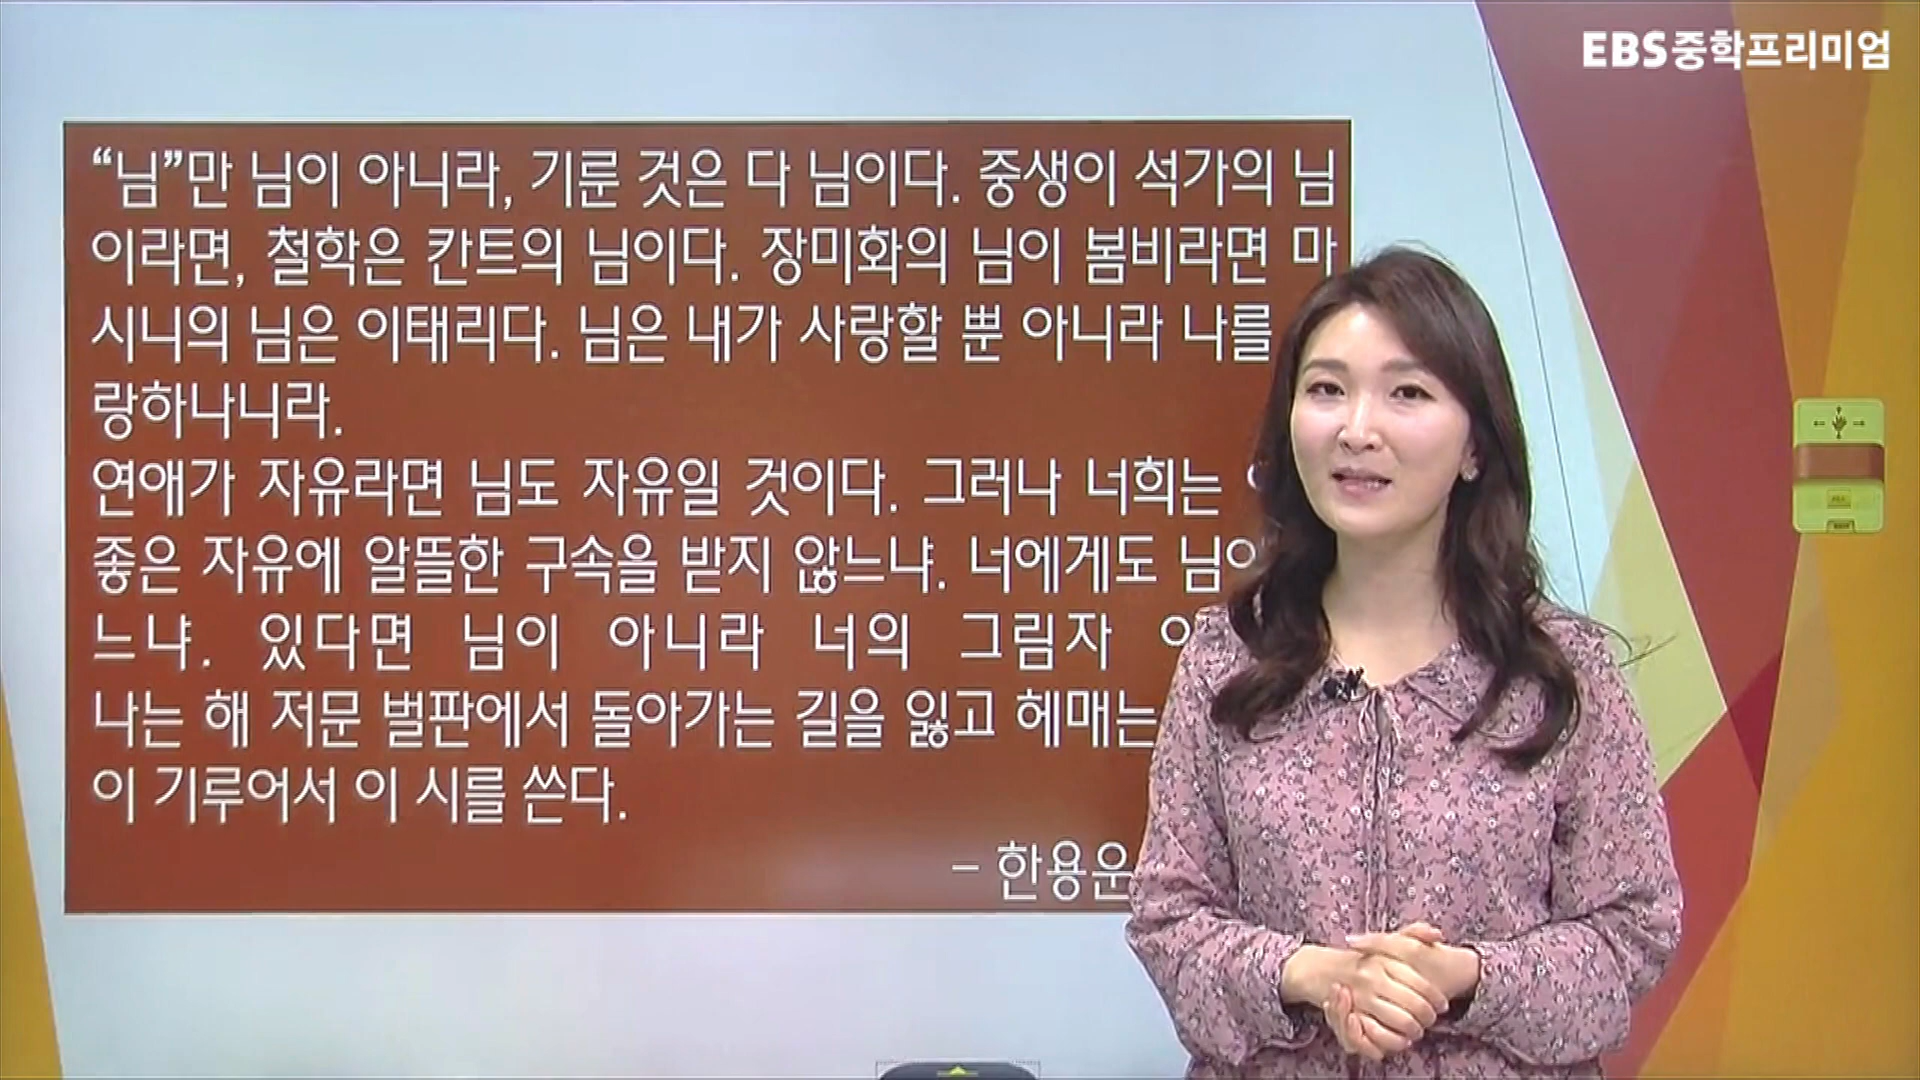 EBS중학프리미엄
“님”만 님이 아니라, 기룬 것은 다 님이다. 중생이 석가의 님
이라면, 철학은 칸트의 님이다. 장미화의 님이 봄비라면 마
시니의 님은 이태리다. 님은 내가 사랑할 뿐 아니라 나를
랑하나니라.
연애가 자유라면 님도 자유일 것이다. 그러나 너희는
좋은 자유에 알뜰한 구속을 받지 않느냐. 너에게도
느냐. 있다면 님이 아니라 너의 그림자
나는 해 저문 벌판에서 돌아가는 길을 잃고 헤매는
이 기루어서 이 시를 쓴다.
– 한용운